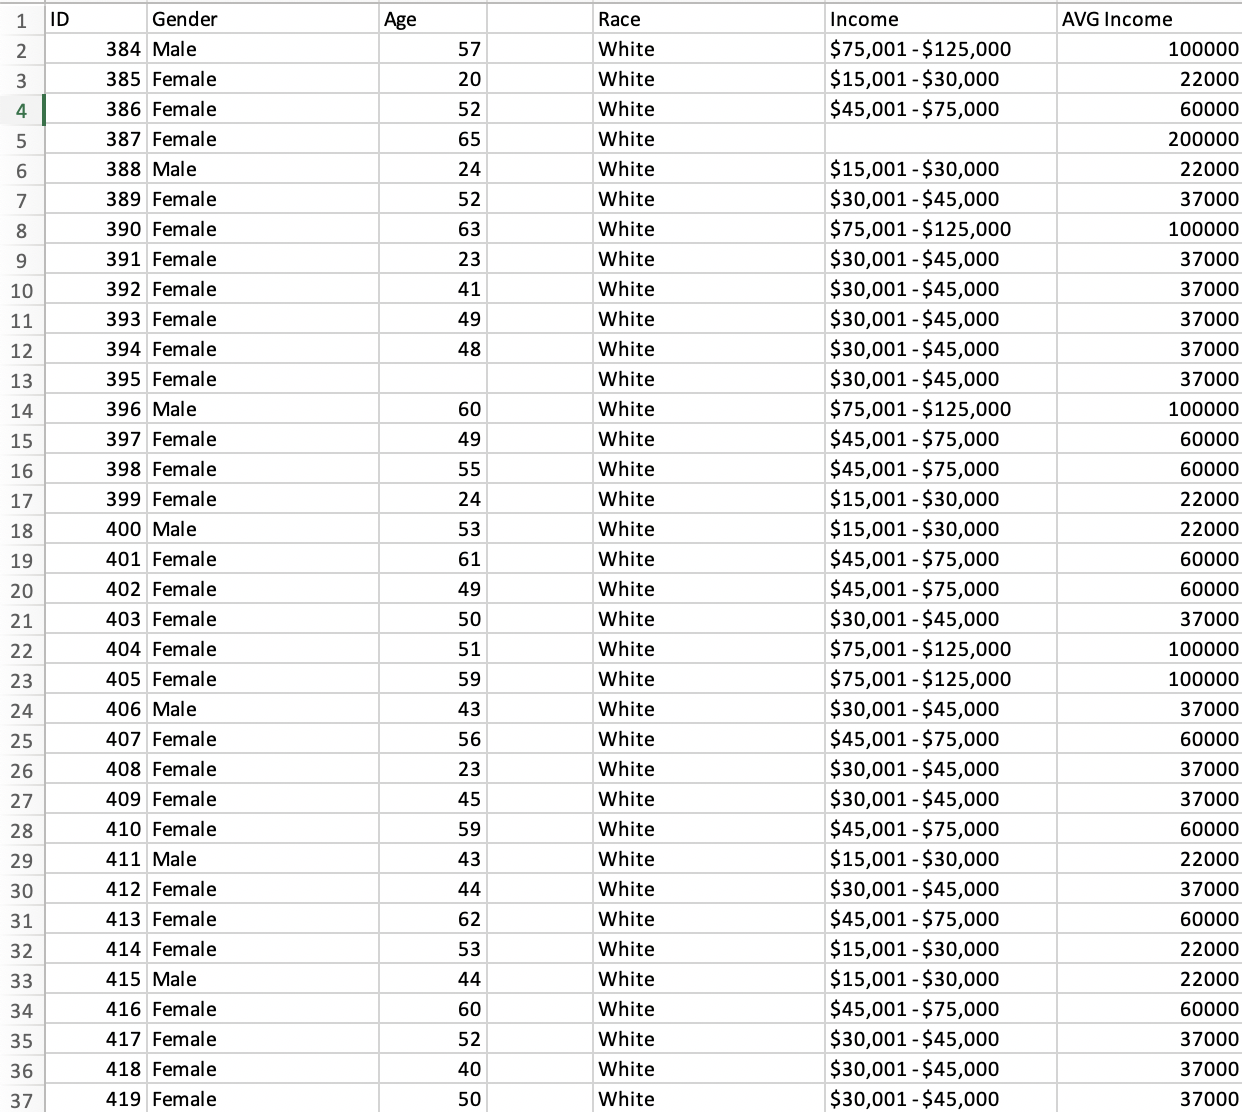 1 ID Gender Age Race Income AVG Income
2 384 Male 57 White $75,001 - $125,000 100000
3 385 Female 20 White $15,001 - $30,000 22000
4 386 Female 52 White $45,001 - $75,000 60000
5 387 Female 65 White 200000
6 388 Male 24 White $15,001 - $30,000 22000
7 389 Female 52 White $30,001 - $45,000 37000
8 390 Female 63 White $75,001 - $125,000 100000
9 391 Female 23 White $30,001 - $45,000 37000
10 392 Female 41 White $30,001 - $45,000 37000
11 393 Female 49 White $30,001 - $45,000 37000
12 394 Female 48 White $30,001 - $45,000 37000
13 395 Female White $30,001 - $45,000 37000
14 396 Male 60 White $75,001 - $125,000 100000
15 397 Female 49 White $45,001 - $75,000 60000
16 398 Female 55 White $45,001 - $75,000 60000
17 399 Female 24 White $15,001 - $30,000 22000
18 400 Male 53 White $15,001 - $30,000 22000
19 401 Female 61 White $45,001 - $75,000 60000
20 402 Female 49 White $45,001 - $75,000 60000
21 403 Female 50 White $30,001 - $45,000 37000
22 404 Female 51 White $75,001 - $125,000 100000
23 405 Female 59 White $75,001 - $125,000 100000
24 406 Male 43 White $30,001 - $45,000 37000
25 407 Female 56 White $45,001 - $75,000 60000
26 408 Female 23 White $30,001 - $45,000 37000
27 409 Female 45 White $30,001 - $45,000 37000
28 410 Female 59 White $45,001 - $75,000 60000
29 411 Male 43 White $15,001 - $30,000 22000
30 412 Female 44 White $30,001 - $45,000 37000
31 413 Female 62 White $45,001 - $75,000 60000
32 414 Female 53 White $15,001 - $30,000 22000
33 415 Male 44 White $15,001 - $30,000 22000
34 416 Female 60 White $45,001 - $75,000 60000
35 417 Female 52 White $30,001 - $45,000 37000
36 418 Female 40 White $30,001 - $45,000 37000
37 419 Female 50 White $30,001 - $45,000 37000